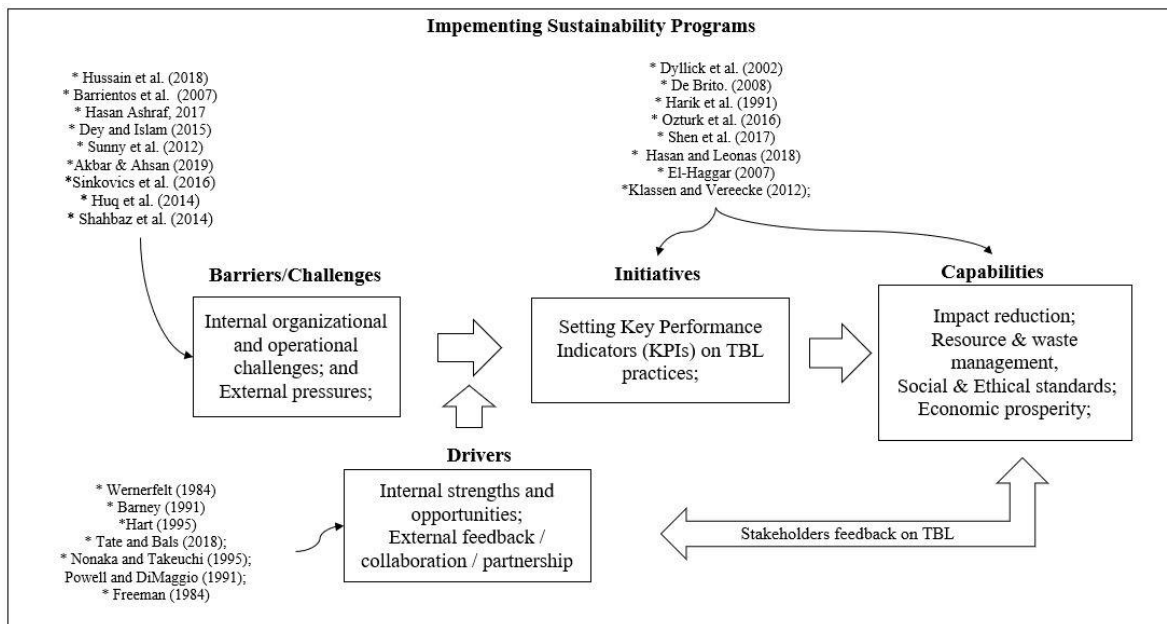 Impementing Sustainability Programs
* Hussain et al. (2018)
* Barrientos et al. (2007)
* Hasan Ashraf, 2017
* Dey and Islam (2015)
* Sunny et al. (2012)
*Akbar & Ahsan (2019)
*Sinkovics et al. (2016)
* Huq et al. (2014)
* Shahbaz et al. (2014)
* Dyllick et al. (2002)
* De Brito. (2008)
* Harik et al. (1991)
* Ozturk et al. (2016)
* Shen et al. (2017)
* Hasan and Leonas (2018)
* El-Haggar (2007)
*Klassen and Vereecke (2012);
Barriers/Challenges
Internal organizational
and operational
challenges; and
External pressures;
Initiatives
Setting Key Performance
Indicators (KPIs) on TBL
practices;
Capabilities
Impact reduction;
Resource & waste
management,
Social & Ethical standards;
Economic prosperity;
Drivers
Internal strengths and
opportunities;
External feedback /
collaboration / partnership
* Wernerfelt (1984)
* Barney (1991)
*Hart (1995)
* Tate and Bals (2018);
* Nonaka and Takeuchi (1995);
Powell and DiMaggio (1991);
* Freeman (1984)
Stakeholders feedback on TBL